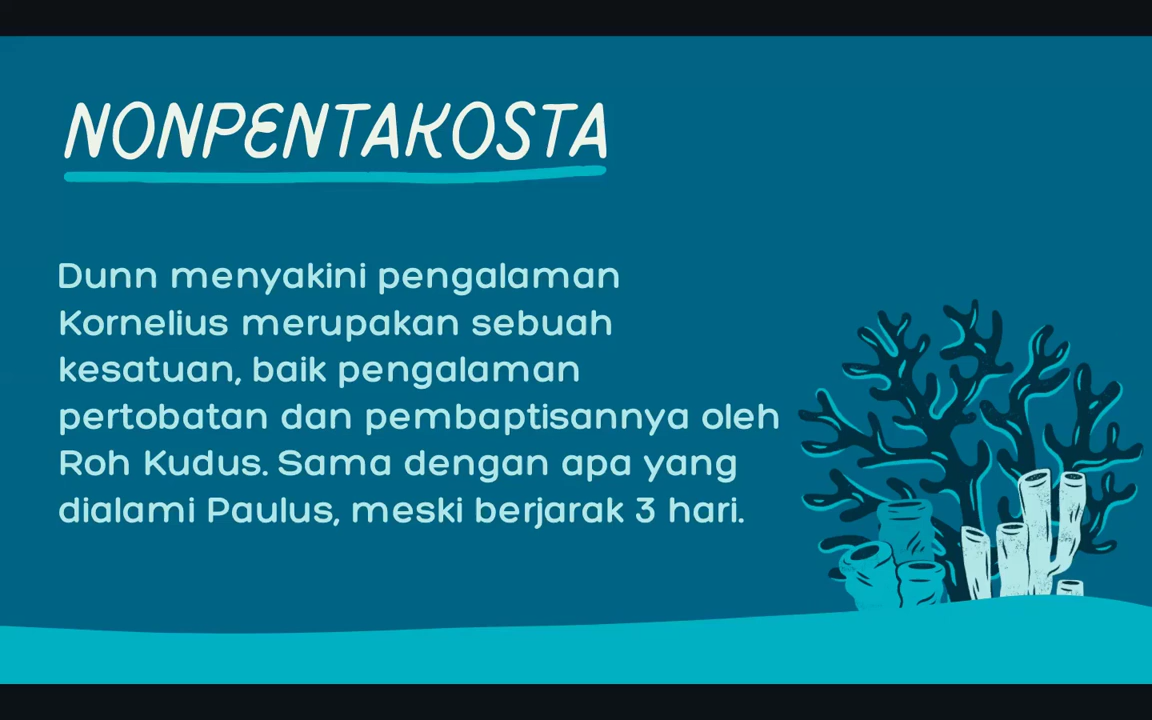 NONPENTAKOSTA
Dunn menyakini pengalaman
Kornelius merupakan sebuah
kesatuan, baik pengalaman
pertobatan dan pembaptisannya oleh
Roh Kudus. Sama dengan apa yang
dialami Paulus, meski berjarak 3 hari.